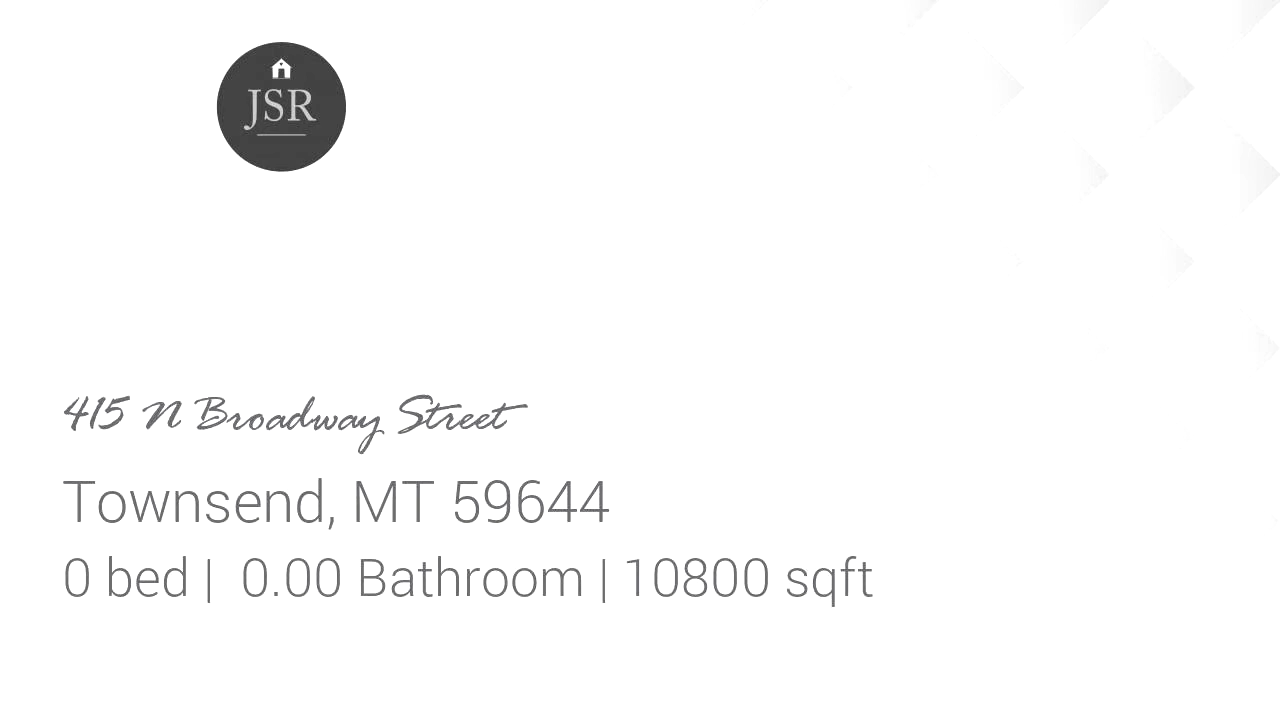 JSR
415 N Broadway Street
Townsend, MT 59644
0 bed | 0.00 Bathroom | 10800 sqft